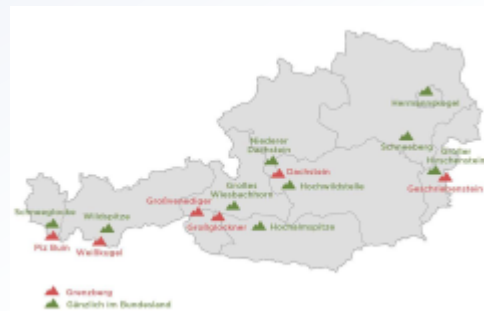 Hermannskogel
Schneeberg
Großer
Hirschenstein
Geschriebenstein
Niederer
Dachstein
Dachstein
Hochwildstelle
Großes
Wiesbachhorn
Großvenediger
Großglockner
Hochalmspitze
Schneeglocke
Wildspitze
Piz Buin
Weißkugel
Grenzberg
Gänzlich im Bundesland